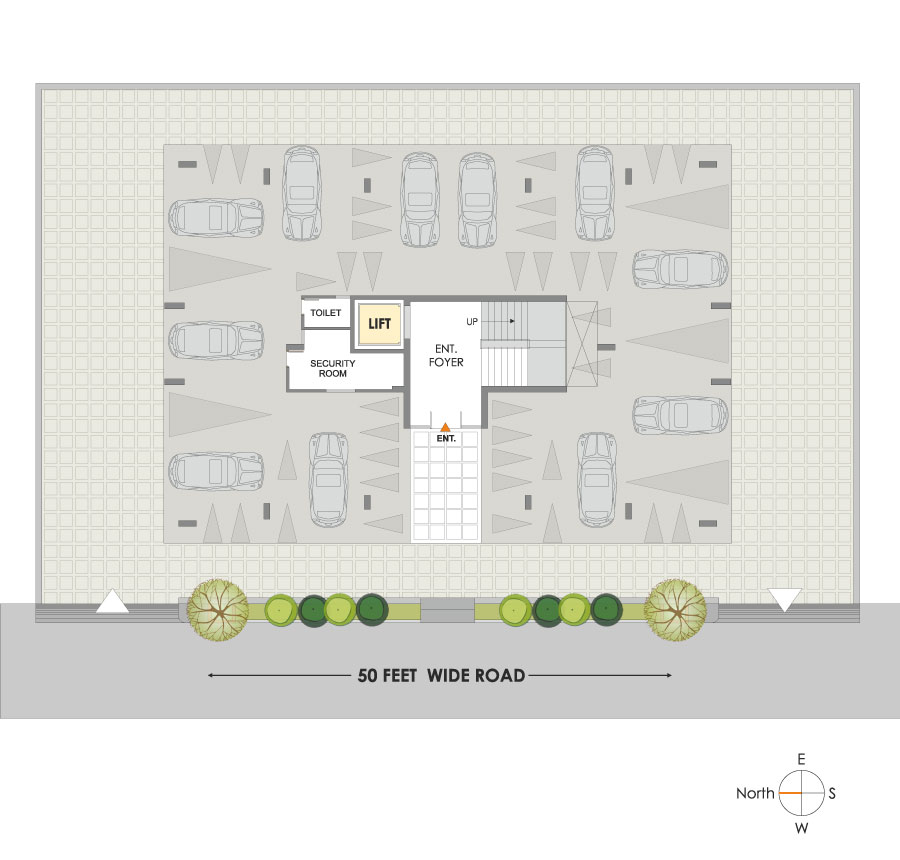 TOILET
LIFT
UP
ENT.
FOYER
SECURITY
ROOM
ENT.
50 FEET WIDE ROAD
E
North
S
W